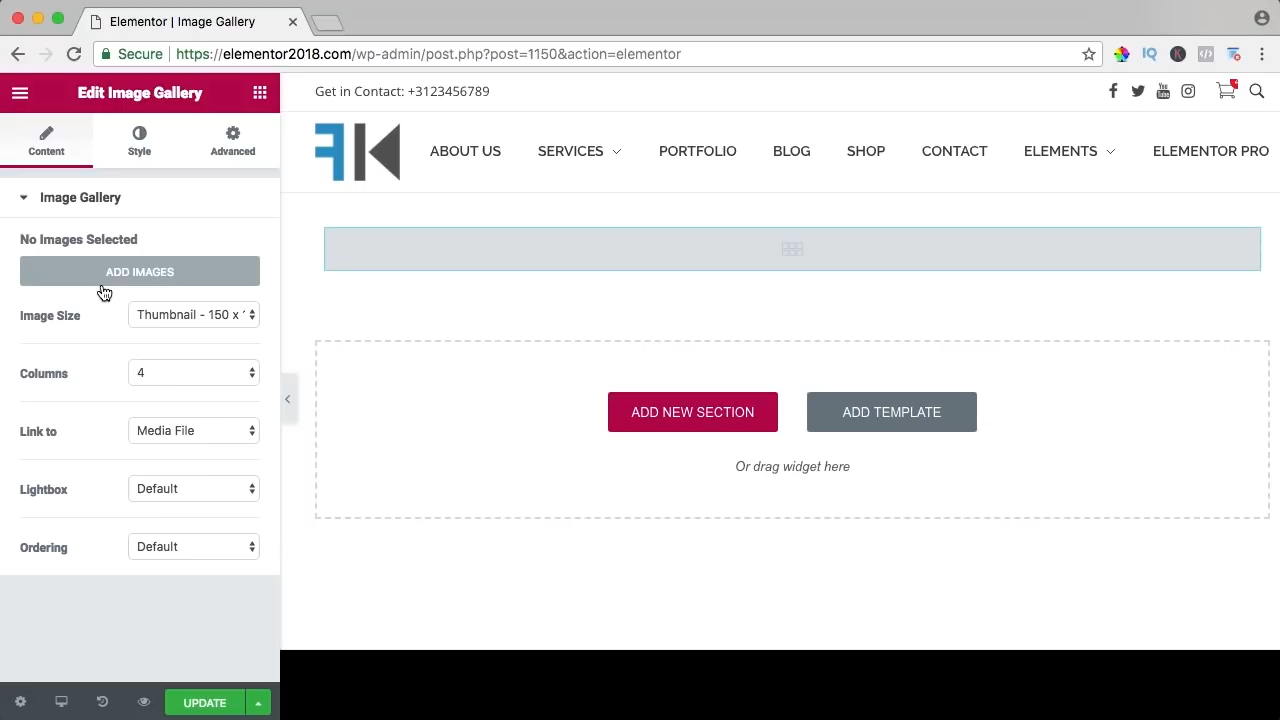 Elementor | Image Gallery
Secure | https://elementor2018.com/wp-admin/post.php?post=1150&action=elementor
Edit Image Gallery
Get in Contact: +3123456789
Content
Style
Advanced
ABOUT US
SERVICES
PORTFOLIO
BLOG
SHOP
CONTACT
ELEMENTS
ELEMENTOR PRO
Image Gallery
No Images Selected
ADD IMAGES
Image Size
Thumbnail - 150 x
Columns
4
Link to
Media File
Lightbox
Default
Ordering
Default
ADD NEW SECTION
ADD TEMPLATE
Or drag widget here
UPDATE